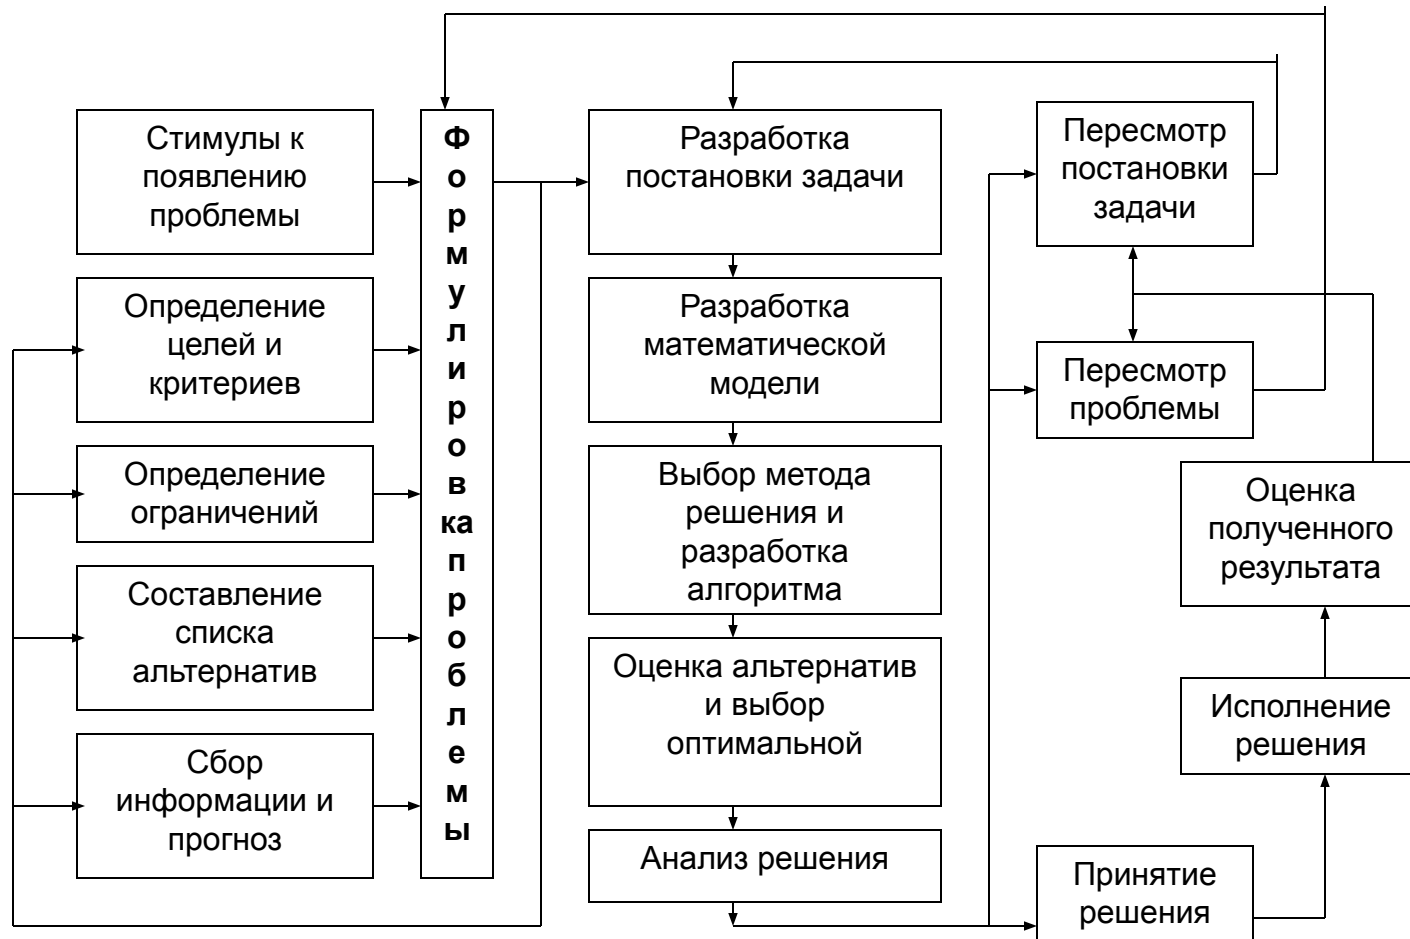 Стимулы к
появлению
проблемы
Определение
целей и
критериев
Определение
ограничений
Составление
списка
альтернатив
Сбор
информации и
прогноз
Ф
о
р
м
у
л
и
р
о
в
ка
п
р
о
б
л
е
м
ы
Разработка
постановки задачи
Разработка
математической
модели
Выбор метода
решения и
разработка
алгоритма
Оценка альтернатив
и выбор
оптимальной
Анализ решения
Пересмотр
постановки
задачи
Пересмотр
проблемы
Оценка
полученного
результата
Исполнение
решения
Принятие
решения